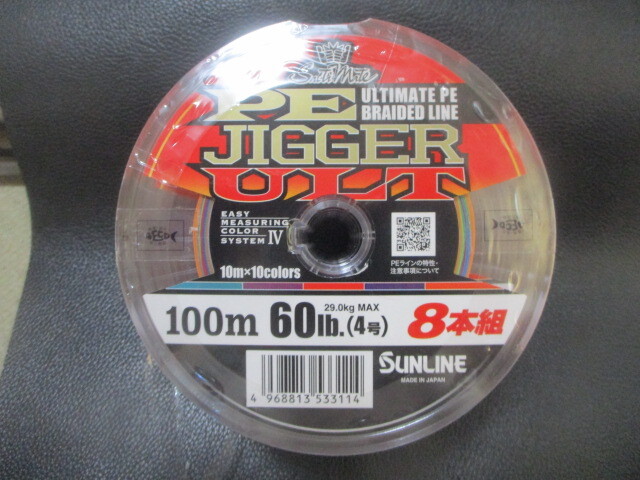 SaltiMate
PE
ULTIMATE PE
BRAIDED LINE
JIGGER
ULT
EASY
MEASURING
COLOR
SYSTEM IV
10m×10colors
PEラインの特性・
注意事項について
29.0kg MAX
100m 60lb.(4号) 8本組
4 968813 533114
SUNLINE
MADE IN JAPAN